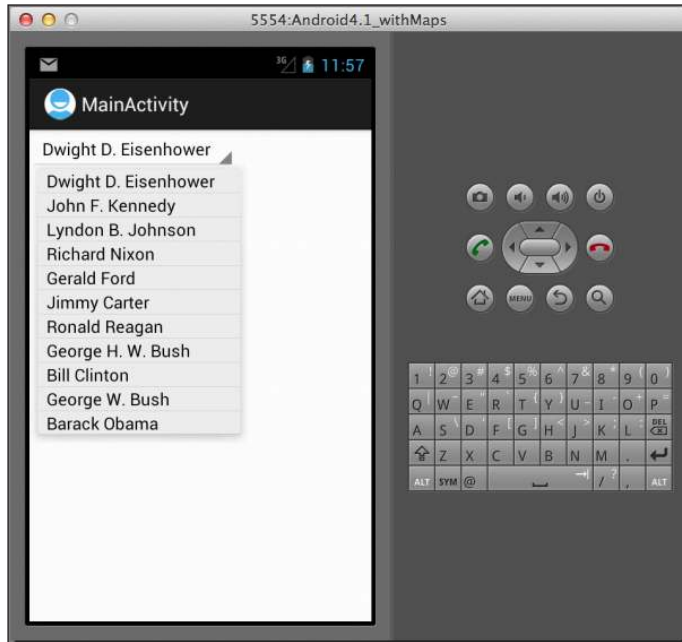 5554:Android4.1_withMaps
3G 11:57
MainActivity
Dwight D. Eisenhower
Dwight D. Eisenhower
John F. Kennedy
Lyndon B. Johnson
Richard Nixon
Gerald Ford
Jimmy Carter
Ronald Reagan
George H. W. Bush
Bill Clinton
George W. Bush
Barack Obama
MENU
1 ! 2 @ 3 # 4 $ 5 % 6 ^ 7 & 8 * 9 ( 0 )
Q | W ~ E " R ` T { Y } U _ I - O + P =
A S \ D ' F [ G ] H < J > K ; L : DEL
Z X C V B N M .
ALT SYM @ / ? , ALT